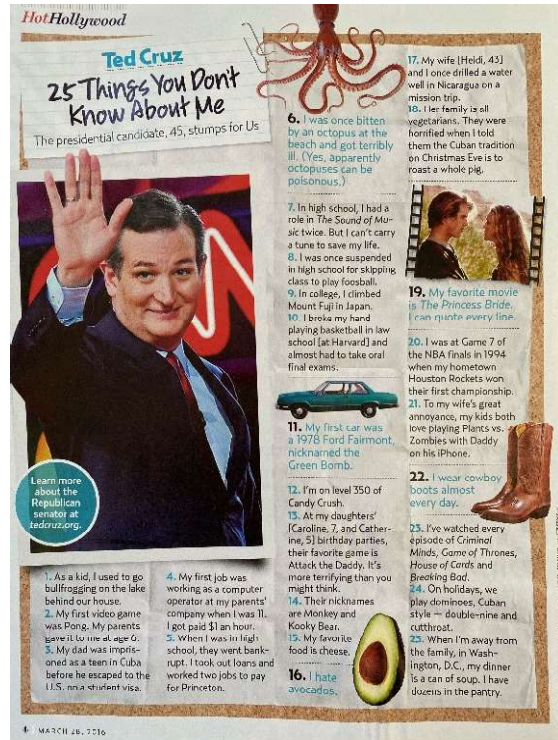 HotHollywood
Ted Cruz
25 Things You Don't
Know About Me
The presidential candidate, 45, stumps for Us
Learn more
about the
Republican
senator at
tedcruz.org.
1. As a kid, I used to go
bullfrogging on the lake
behind our house.
2. My first video game
was Pong. My parents
gave it to me at age 6.
3. My dad was impris-
oned as a teen in Cuba
before he escaped to the
U.S. on a student visa.
4. My first job was
working as a computer
operator at my parents'
company when I was 11.
I got paid $1 an hour.
5. When I was in high
school, they went bank-
rupt. I took out loans and
worked two jobs to pay
for Princeton.
6. I was once bitten
by an octopus at the
beach and got terribly
ill. (Yes, apparently
octopuses can be
poisonous.)
7. In high school, I had a
role in The Sound of Mu-
sic twice. But I can't carry
a tune to save my life.
8. I was once suspended
in high school for skipping
class to play foosball.
9. In college, I climbed
Mount Fuji in Japan.
10. I broke my hand
playing basketball in law
school [at Harvard] and
almost had to take oral
final exams.
11. My first car was
a 1978 Ford Fairmont,
nicknamed the
Green Bomb.
12. I'm on level 350 of
Candy Crush.
13. At my daughters'
[Caroline, 7, and Cather-
ine, 5] birthday parties,
their favorite game is
Attack the Daddy. It's
more terrifying than you
might think.
14. Their nicknames
are Monkey and
Kooky Bear.
15. My favorite
food is cheese.
16. I hate
avocados.
17. My wife [Heidi, 43]
and I once drilled a water
well in Nicaragua on a
mission trip.
18. Her family is all
vegetarians. They were
horrified when I told
them the Cuban tradition
on Christmas Eve is to
roast a whole pig.
19. My favorite movie
is The Princess Bride.
I can quote every line.
20. I was at Game 7 of
the NBA finals in 1994
when my hometown
Houston Rockets won
their first championship.
21. To my wife's great
annoyance, my kids both
love playing Plants vs.
Zombies with Daddy
on his iPhone.
22. I wear cowboy
boots almost
every day.
23. I've watched every
episode of Criminal
Minds, Game of Thrones,
House of Cards and
Breaking Bad.
24. On holidays, we
play dominoes, Cuban
style — double-nine and
cutthroat.
25. When I'm away from
the family, in Wash-
ington, D.C., my dinner
is a can of soup. I have
dozens in the pantry.
MARCH 28, 2016